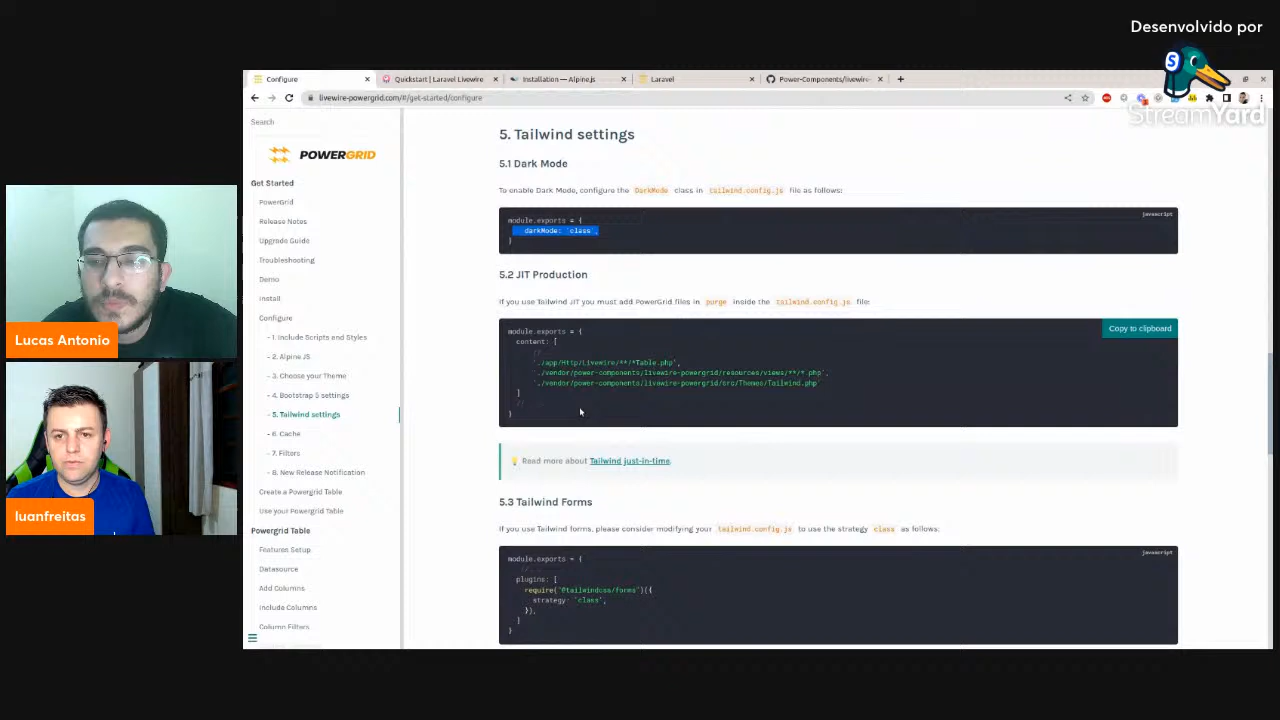 Desenvolvido por
StreamYard
Configure
Quickstart | Laravel Livewire
Installation — Alpine.js
Laravel
Power-Components/livewire-
livewire-powergrid.com/#/get-started/configure
Search
POWERGRID
Get Started
PowerGrid
Release Notes
Upgrade Guide
Troubleshooting
Demo
Install
Configure
- 1. Include Scripts and Styles
- 2. Alpine JS
- 3. Choose your Theme
- 4. Bootstrap 5 settings
- 5. Tailwind settings
- 6. Cache
- 7. Filters
- 8. New Release Notification
Create a Powergrid Table
Use your Powergrid Table
Powergrid Table
Features Setup
Datasource
Add Columns
Include Columns
Column Filters
5. Tailwind settings
5.1 Dark Mode
To enable Dark Mode, configure the DarkMode class in tailwind.config.js file as follows:
javascript
module.exports = {
darkMode: 'class',
}
5.2 JIT Production
If you use Tailwind JIT you must add PowerGrid files in purge inside the tailwind.config.js file:
Copy to clipboard
module.exports = {
content: [
//
'./app/Http/Livewire/**/*Table.php',
'./vendor/power-components/livewire-powergrid/resources/views/**/*.php',
'./vendor/power-components/livewire-powergrid/src/Themes/Tailwind.php'
]
//
}
Read more about Tailwind just-in-time.
5.3 Tailwind Forms
If you use Tailwind forms, please consider modifying your tailwind.config.js to use the strategy class as follows:
javascript
module.exports = {
//
plugins: [
require("@tailwindcss/forms")({
strategy: 'class',
}),
]
}
Lucas Antonio
luanfreitas